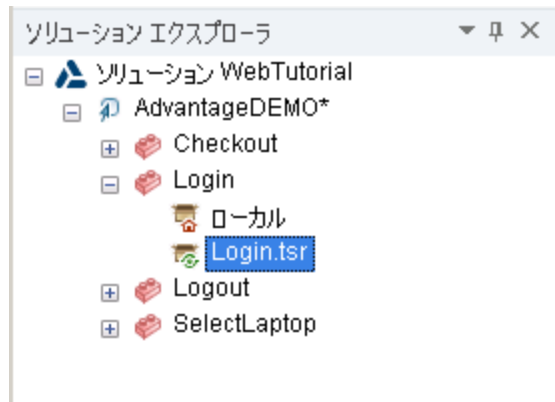 ソリューション エクスプローラ
ソリューション WebTutorial
AdvantageDEMO*
Checkout
Login
ローカル
Login.tsr
Logout
SelectLaptop